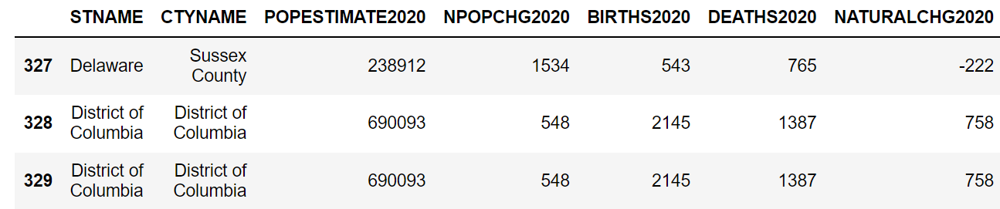 STNAME CTYNAME POPESTIMATE2020 NPOPCHG2020 BIRTHS2020 DEATHS2020 NATURALCHG2020
327 Delaware Sussex County 238912 1534 543 765 -222
328 District of Columbia District of Columbia 690093 548 2145 1387 758
329 District of Columbia District of Columbia 690093 548 2145 1387 758